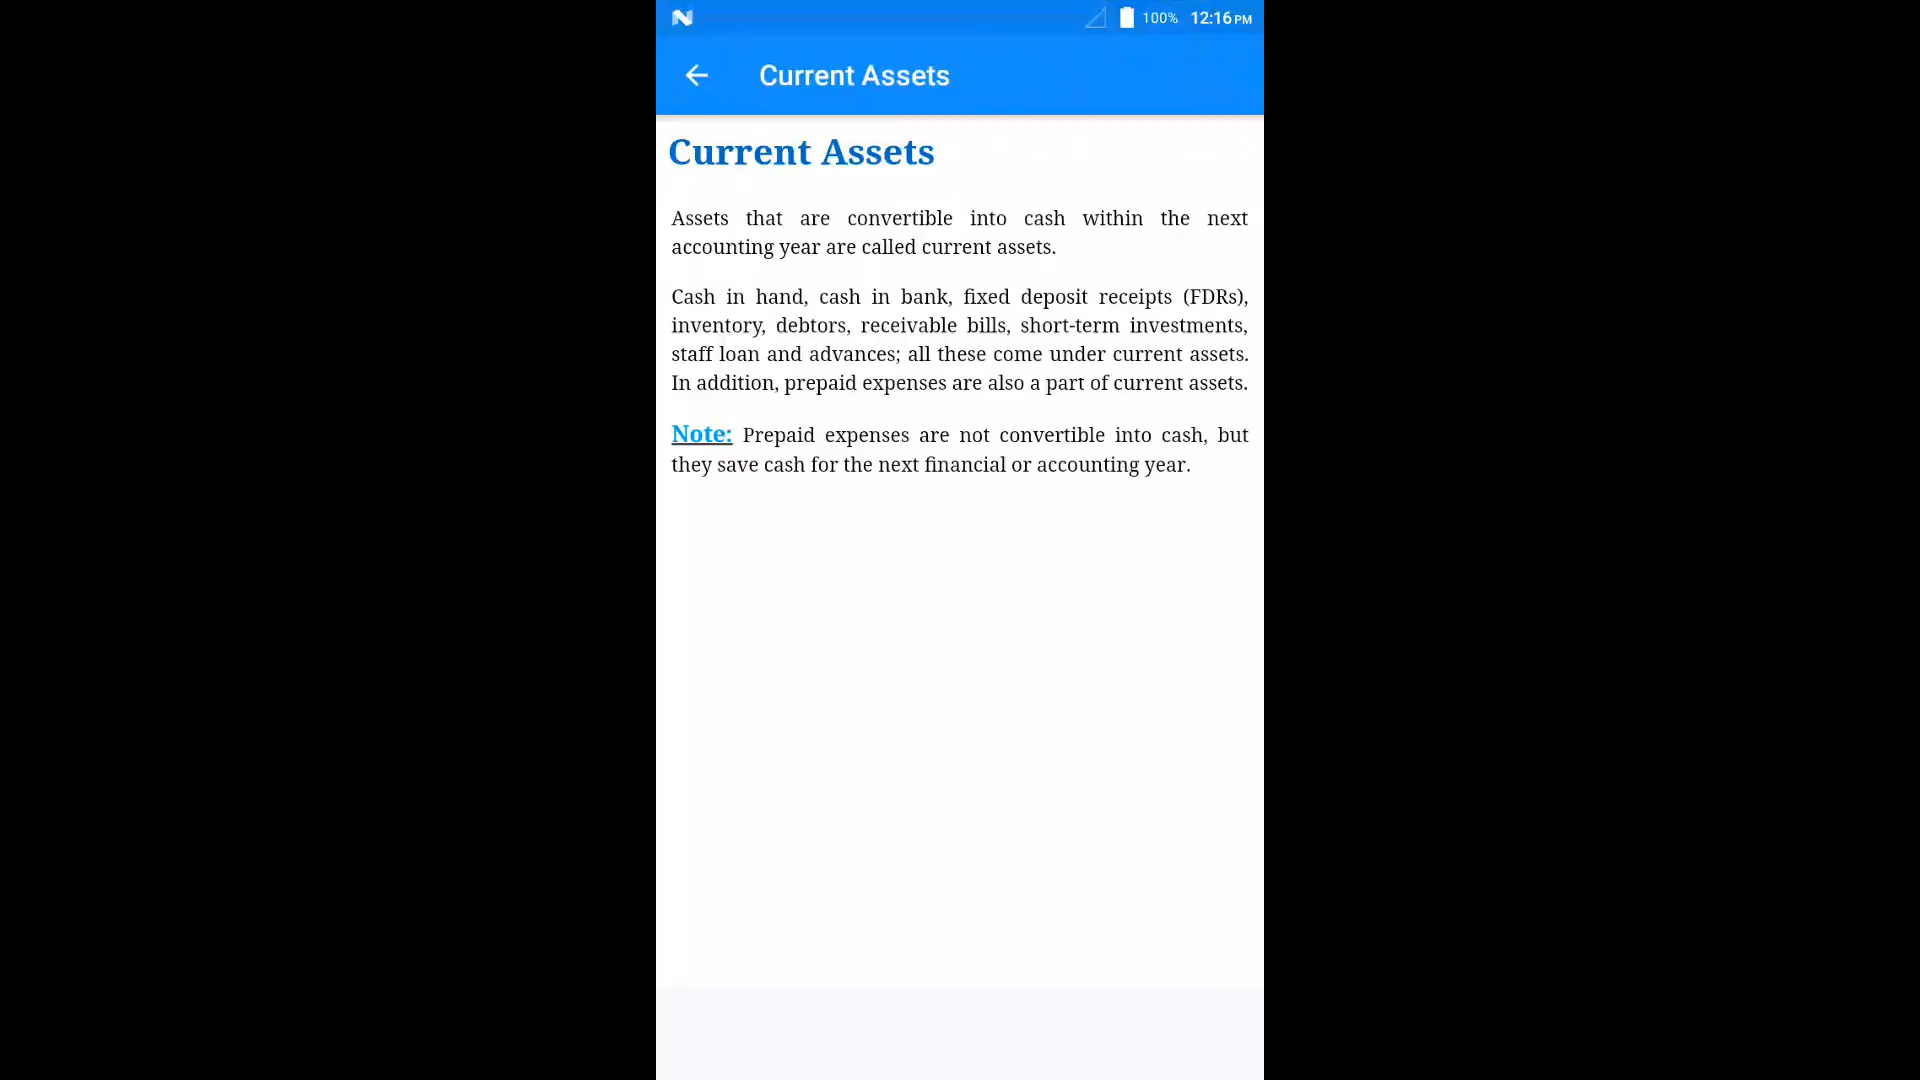 100% 12:16 PM
Current Assets
Current Assets
Assets that are convertible into cash within the next
accounting year are called current assets.
Cash in hand, cash in bank, fixed deposit receipts (FDRs),
inventory, debtors, receivable bills, short-term investments,
staff loan and advances; all these come under current assets.
In addition, prepaid expenses are also a part of current assets.
Note: Prepaid expenses are not convertible into cash, but
they save cash for the next financial or accounting year.